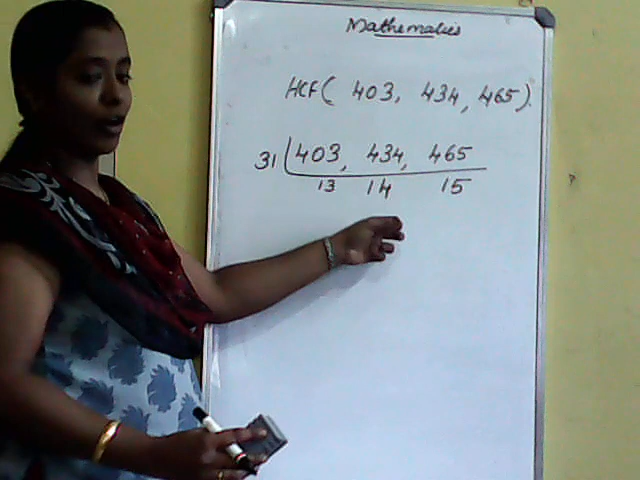 Mathematics
HCF( 403, 434, 465).
31 403, 434, 465
13 14 15